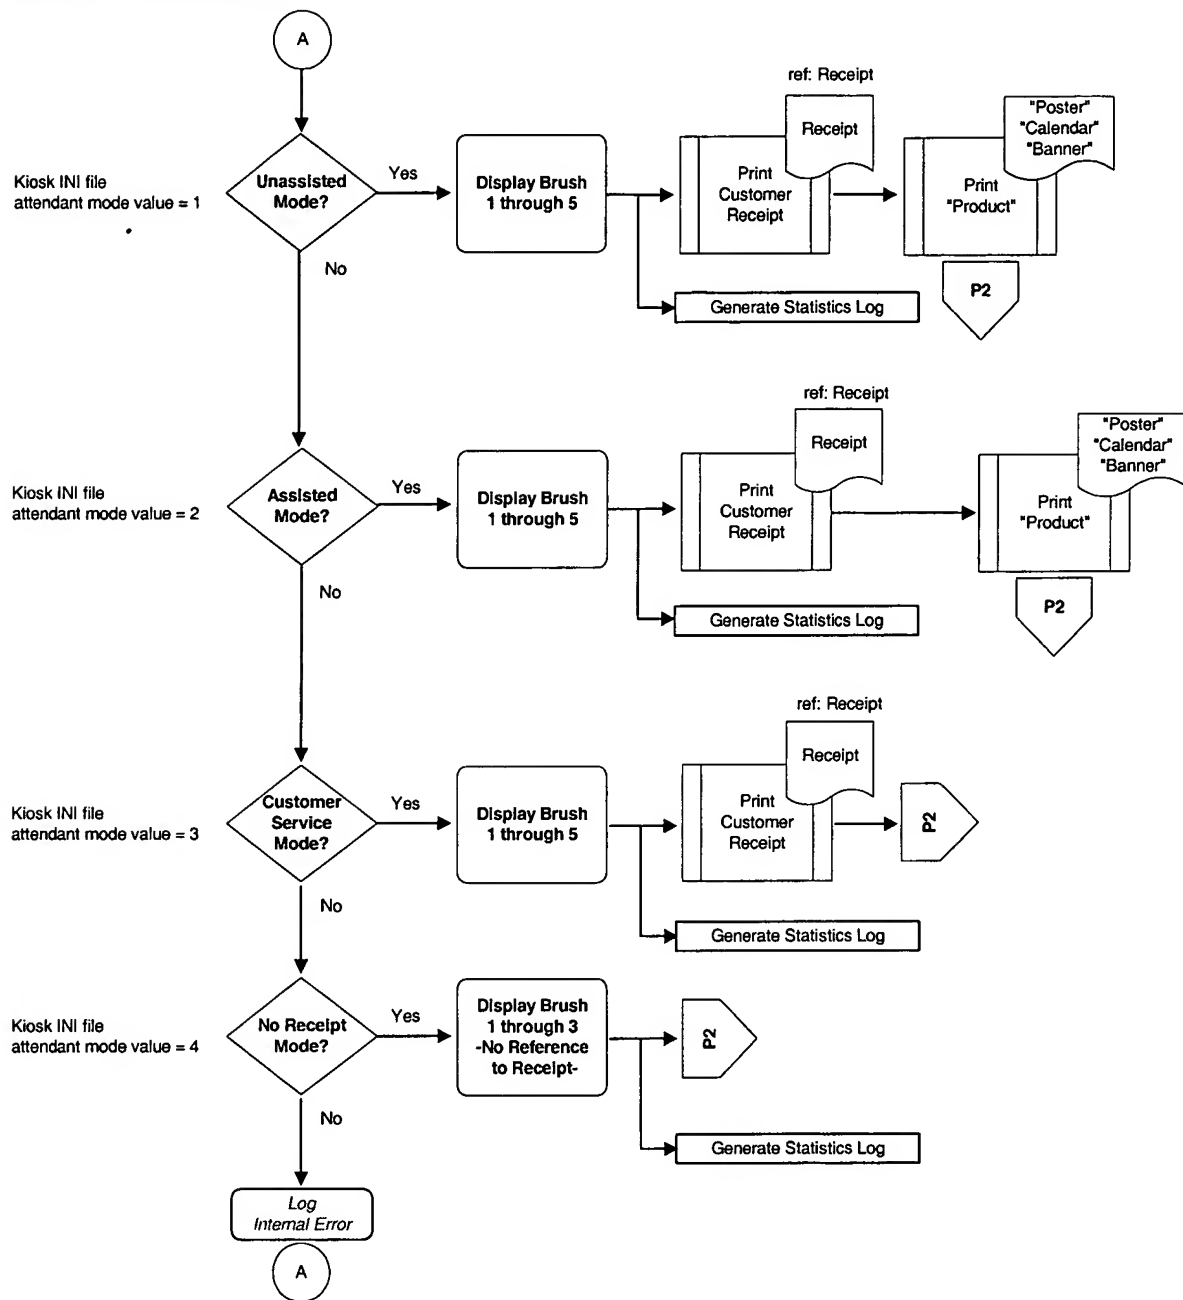 A
ref: Receipt
Receipt
"Poster"
"Calendar"
"Banner"
Kiosk INI file
attendant mode value = 1
Unassisted
Mode?
Yes
Display Brush
1 through 5
Print
Customer
Receipt
Print
"Product"
No
P2
Generate Statistics Log
ref: Receipt
Receipt
"Poster"
"Calendar"
"Banner"
Kiosk INI file
attendant mode value = 2
Assisted
Mode?
Yes
Display Brush
1 through 5
Print
Customer
Receipt
Print
"Product"
No
P2
Generate Statistics Log
ref: Receipt
Receipt
Kiosk INI file
attendant mode value = 3
Customer
Service
Mode?
Yes
Display Brush
1 through 5
Print
Customer
Receipt
P2
No
Generate Statistics Log
Kiosk INI file
attendant mode value = 4
No Receipt
Mode?
Yes
Display Brush
1 through 3
-No Reference
to Receipt-
P2
No
Generate Statistics Log
Log
Internal Error
A